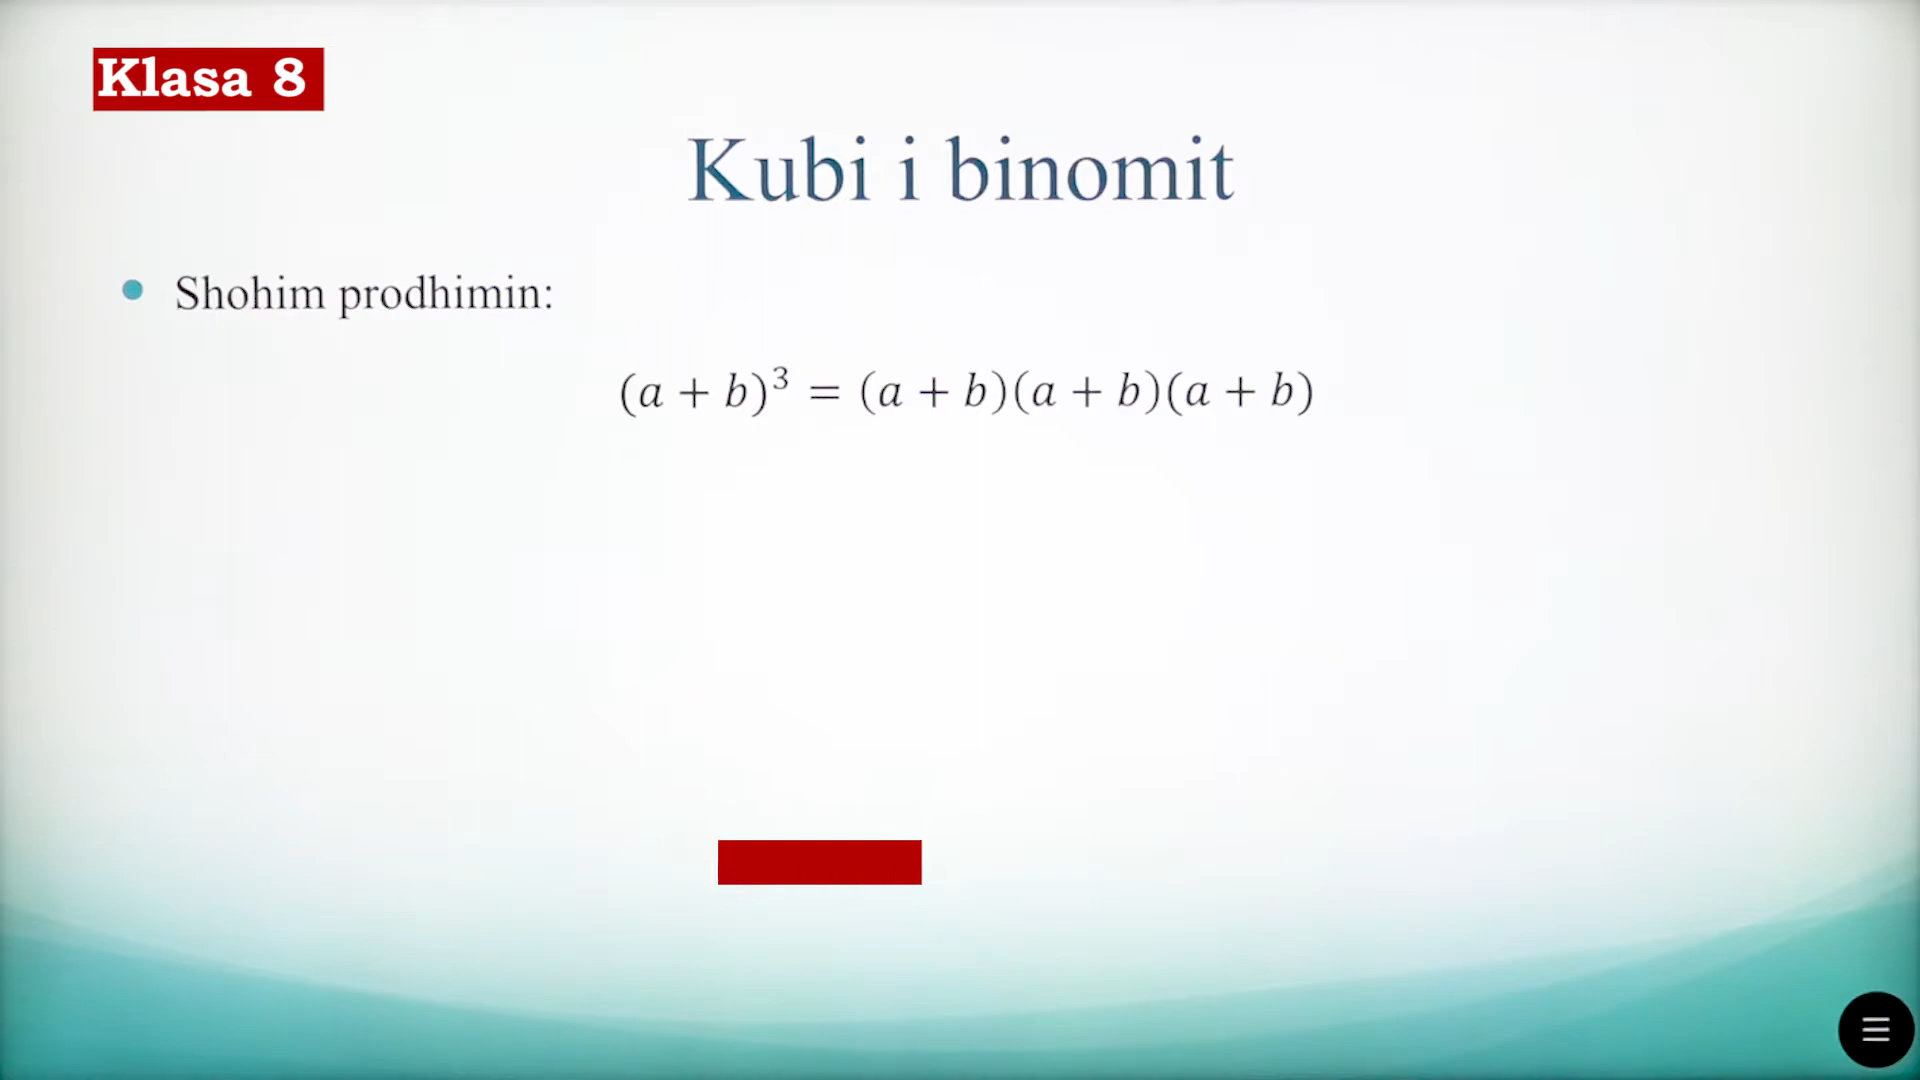 Klasa 8
Kubi i binomit
Shohim prodhimin:
(a + b)³ = (a + b)(a + b)(a + b)